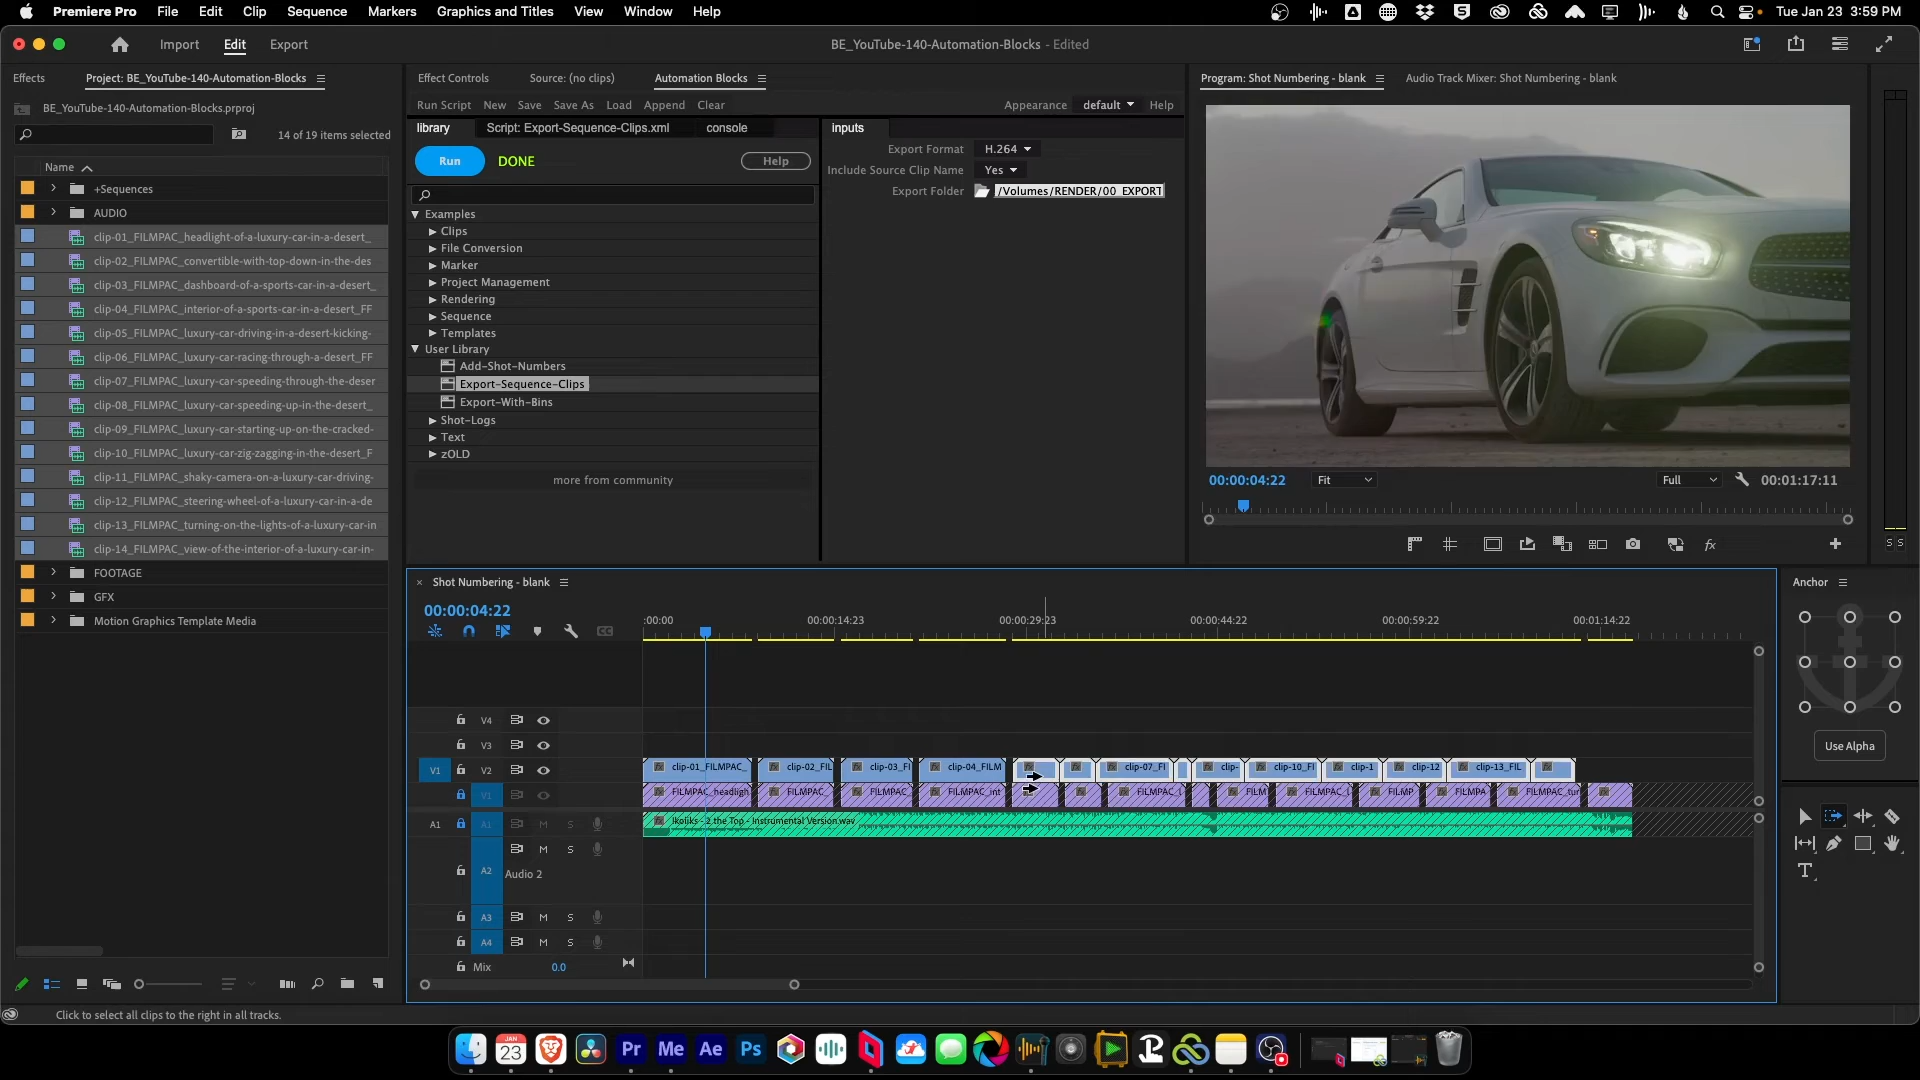 Premiere Pro File Edit Clip Sequence Markers Graphics and Titles View Window Help
Tue Jan 23 3:59 PM
Import Edit Export
BE_YouTube-140-Automation-Blocks - Edited
Effects
Project: BE_YouTube-140-Automation-Blocks
BE_YouTube-140-Automation-Blocks.prproj
14 of 19 items selected
Name
+Sequences
AUDIO
clip-01_FILMPAC_headlight-of-a-luxury-car-in-a-desert_
clip-02_FILMPAC_convertible-with-top-down-in-the-des
clip-03_FILMPAC_dashboard-of-a-sports-car-in-a-desert_
clip-04_FILMPAC_interior-of-a-sports-car-in-a-desert_FF
clip-05_FILMPAC_luxury-car-driving-in-a-desert-kicking-
clip-06_FILMPAC_luxury-car-racing-through-a-desert_FF
clip-07_FILMPAC_luxury-car-speeding-through-the-deser
clip-08_FILMPAC_luxury-car-speeding-up-in-the-desert_
clip-09_FILMPAC_luxury-car-starting-up-on-the-cracked-
clip-10_FILMPAC_luxury-car-zig-zagging-in-the-desert_F
clip-11_FILMPAC_shaky-camera-on-a-luxury-car-driving-
clip-12_FILMPAC_steering-wheel-of-a-luxury-car-in-a-de
clip-13_FILMPAC_turning-on-the-lights-of-a-luxury-car-in
clip-14_FILMPAC_view-of-the-interior-of-a-luxury-car-in-
FOOTAGE
GFX
Motion Graphics Template Media
Click to select all clips to the right in all tracks.
Effect Controls Source: (no clips) Automation Blocks
Run Script New Save Save As Load Append Clear
Appearance default Help
library Script: Export-Sequence-Clips.xml console
Run DONE Help
Examples
Clips
File Conversion
Marker
Project Management
Rendering
Sequence
Templates
User Library
Add-Shot-Numbers
Export-Sequence-Clips
Export-With-Bins
Shot-Logs
Text
zOLD
more from community
inputs
Export Format H.264
Include Source Clip Name Yes
Export Folder /Volumes/RENDER/00_EXPORT
Program: Shot Numbering - blank
Audio Track Mixer: Shot Numbering - blank
00:00:04:22 Fit Full 00:01:17:11
fx
S S
Shot Numbering - blank
00:00:04:22
:00:00 00:00:14:23 00:00:29:23 00:00:44:22 00:00:59:22 00:01:14:22
V4
V3
V1 V2 clip-01_FILMPAC_ clip-02_FIL clip-03_FI clip-04_FILM clip-07_FI clip- clip-10_FI clip-1 clip-12 clip-13_FIL
V1 FILMPAC_headligh FILMPAC_ FILMPAC_ FILMPAC_int FILMPAC_l FILM FILMPAC_l FILMP FILMPA FILMPAC_tur
A1 A1 M S Ikoliks - 2 the Top - Instrumental Version.wav
M S
A2 Audio 2
A3 M S
A4 M S
Mix 0.0
Anchor
Use Alpha
T
JAN 23 Pr Me Ae Ps